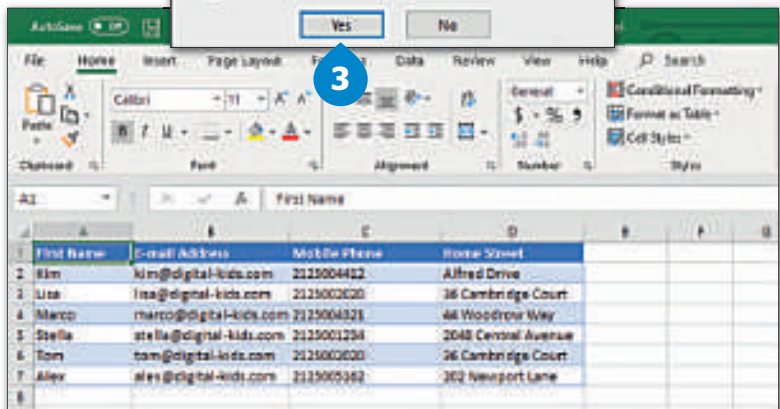 Yes No
3
AutoSave Off
File Home Insert Page Layout Data Review View Help Search
Calibri 11 General Conditional Formatting
Paste Format as Table
Cell Styles
Clipboard Font Alignment Number Styles
A1 First Name
A B C D E F G
1 First Name E-mail Address Mobile Phone Home Street
2 Kim kim@digital-kids.com 2125004412 Alfred Drive
3 Lisa lisa@digital-kids.com 2125002020 36 Cambridge Court
4 Marco marco@digital-kids.com 2125004321 44 Woodrow Way
5 Stella stella@digital-kids.com 2125001234 2048 Central Avenue
6 Tom tom@digital-kids.com 2125002020 36 Cambridge Court
7 Alex alex@digital-kids.com 2125005162 202 Newport Lane
8